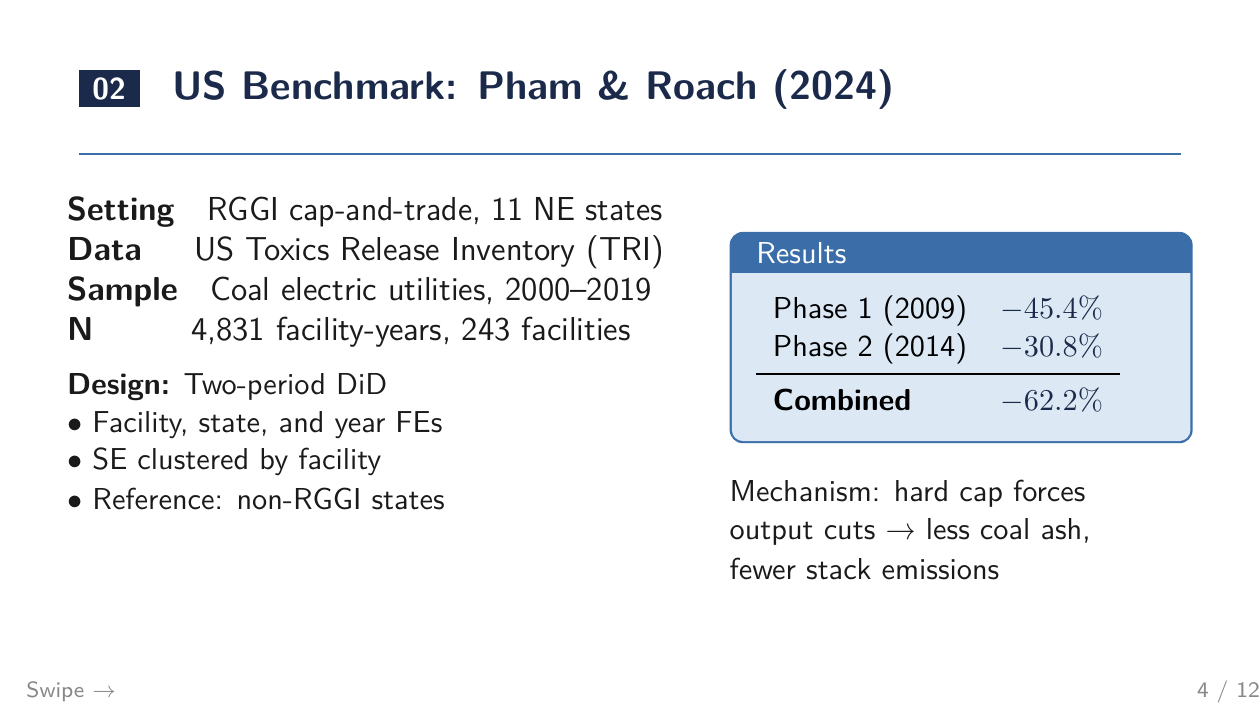 02 US Benchmark: Pham & Roach (2024)
Setting RGGI cap-and-trade, 11 NE states
Data US Toxics Release Inventory (TRI)
Sample Coal electric utilities, 2000–2019
N 4,831 facility-years, 243 facilities
Design: Two-period DiD
• Facility, state, and year FEs
• SE clustered by facility
• Reference: non-RGGI states
Results
Phase 1 (2009) −45.4%
Phase 2 (2014) −30.8%
Combined −62.2%
Mechanism: hard cap forces
output cuts → less coal ash,
fewer stack emissions
Swipe →
4 / 12